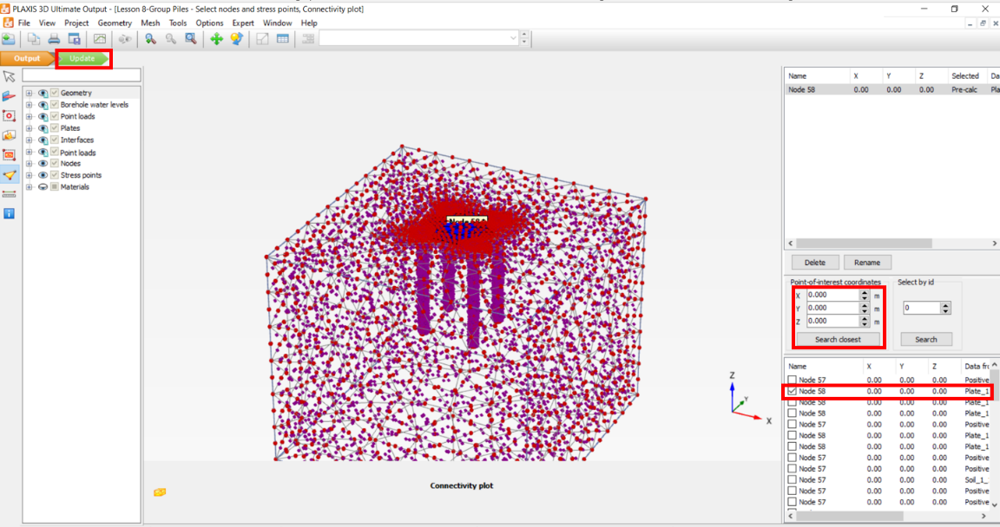 PLAXIS 3D Ultimate Output - [Lesson 8-Group Piles - Select nodes and stress points, Connectivity plot]
File View Project Geometry Mesh Tools Options Expert Window Help
Output Update
Geometry
Borehole water levels
Point loads
Plates
Interfaces
Point loads
Nodes
Stress points
Materials
Node 58
Z
Y
X
Connectivity plot
Name X Y Z Selected Da
Node 58 0.00 0.00 0.00 Pre-calc Pla
Delete Rename
Point-of-interest coordinates Select by id
X 0.000 m
Y 0.000 m 0
Z 0.000 m
Search closest Search
Name X Y Z Data fr
Node 57 0.00 0.00 0.00 Positive
Node 58 0.00 0.00 0.00 Plate_1
Node 58 0.00 0.00 0.00 Plate_1
Node 58 0.00 0.00 0.00 Plate_1
Node 57 0.00 0.00 0.00 Positive
Node 58 0.00 0.00 0.00 Plate_1
Node 58 0.00 0.00 0.00 Plate_1
Node 57 0.00 0.00 0.00 Positive
Node 57 0.00 0.00 0.00 Positive
Node 57 0.00 0.00 0.00 Soil_1_
Node 57 0.00 0.00 0.00 Positive
Node 57 0.00 0.00 0.00 Positive